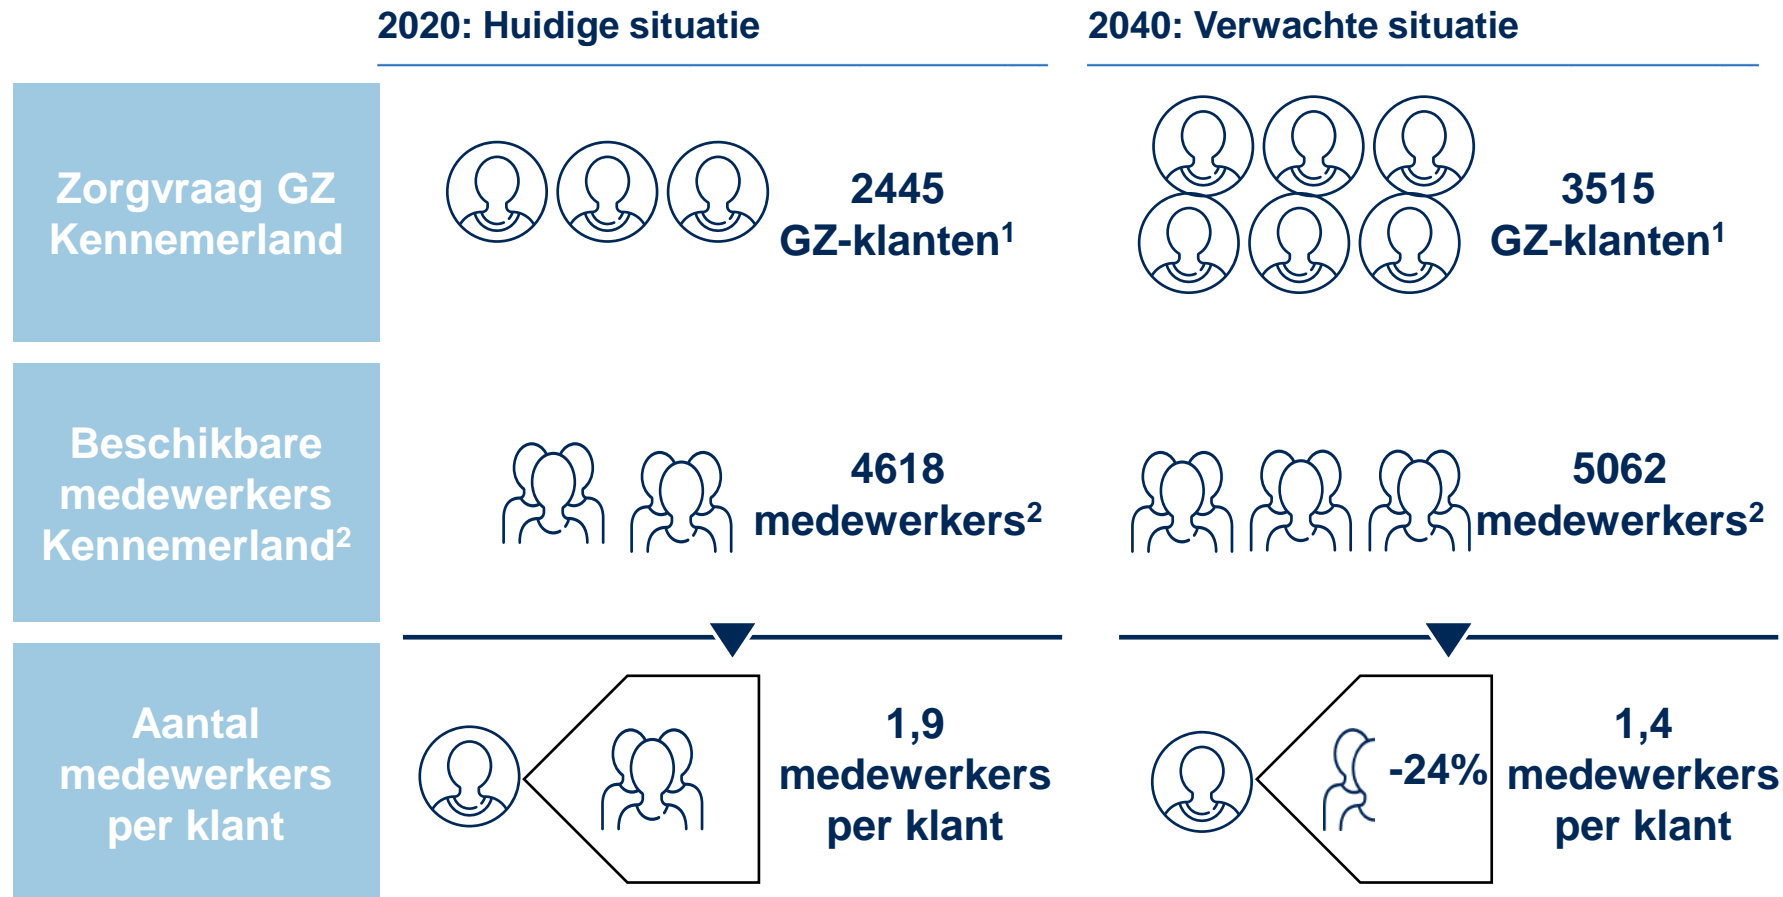 2020: Huidige situatie
2040: Verwachte situatie
Zorgvraag GZ
Kennemerland
2445
GZ-klanten¹
3515
GZ-klanten¹
Beschikbare
medewerkers
Kennemerland²
4618
medewerkers²
5062
medewerkers²
Aantal
medewerkers
per klant
1,9
medewerkers
per klant
-24%
1,4
medewerkers
per klant